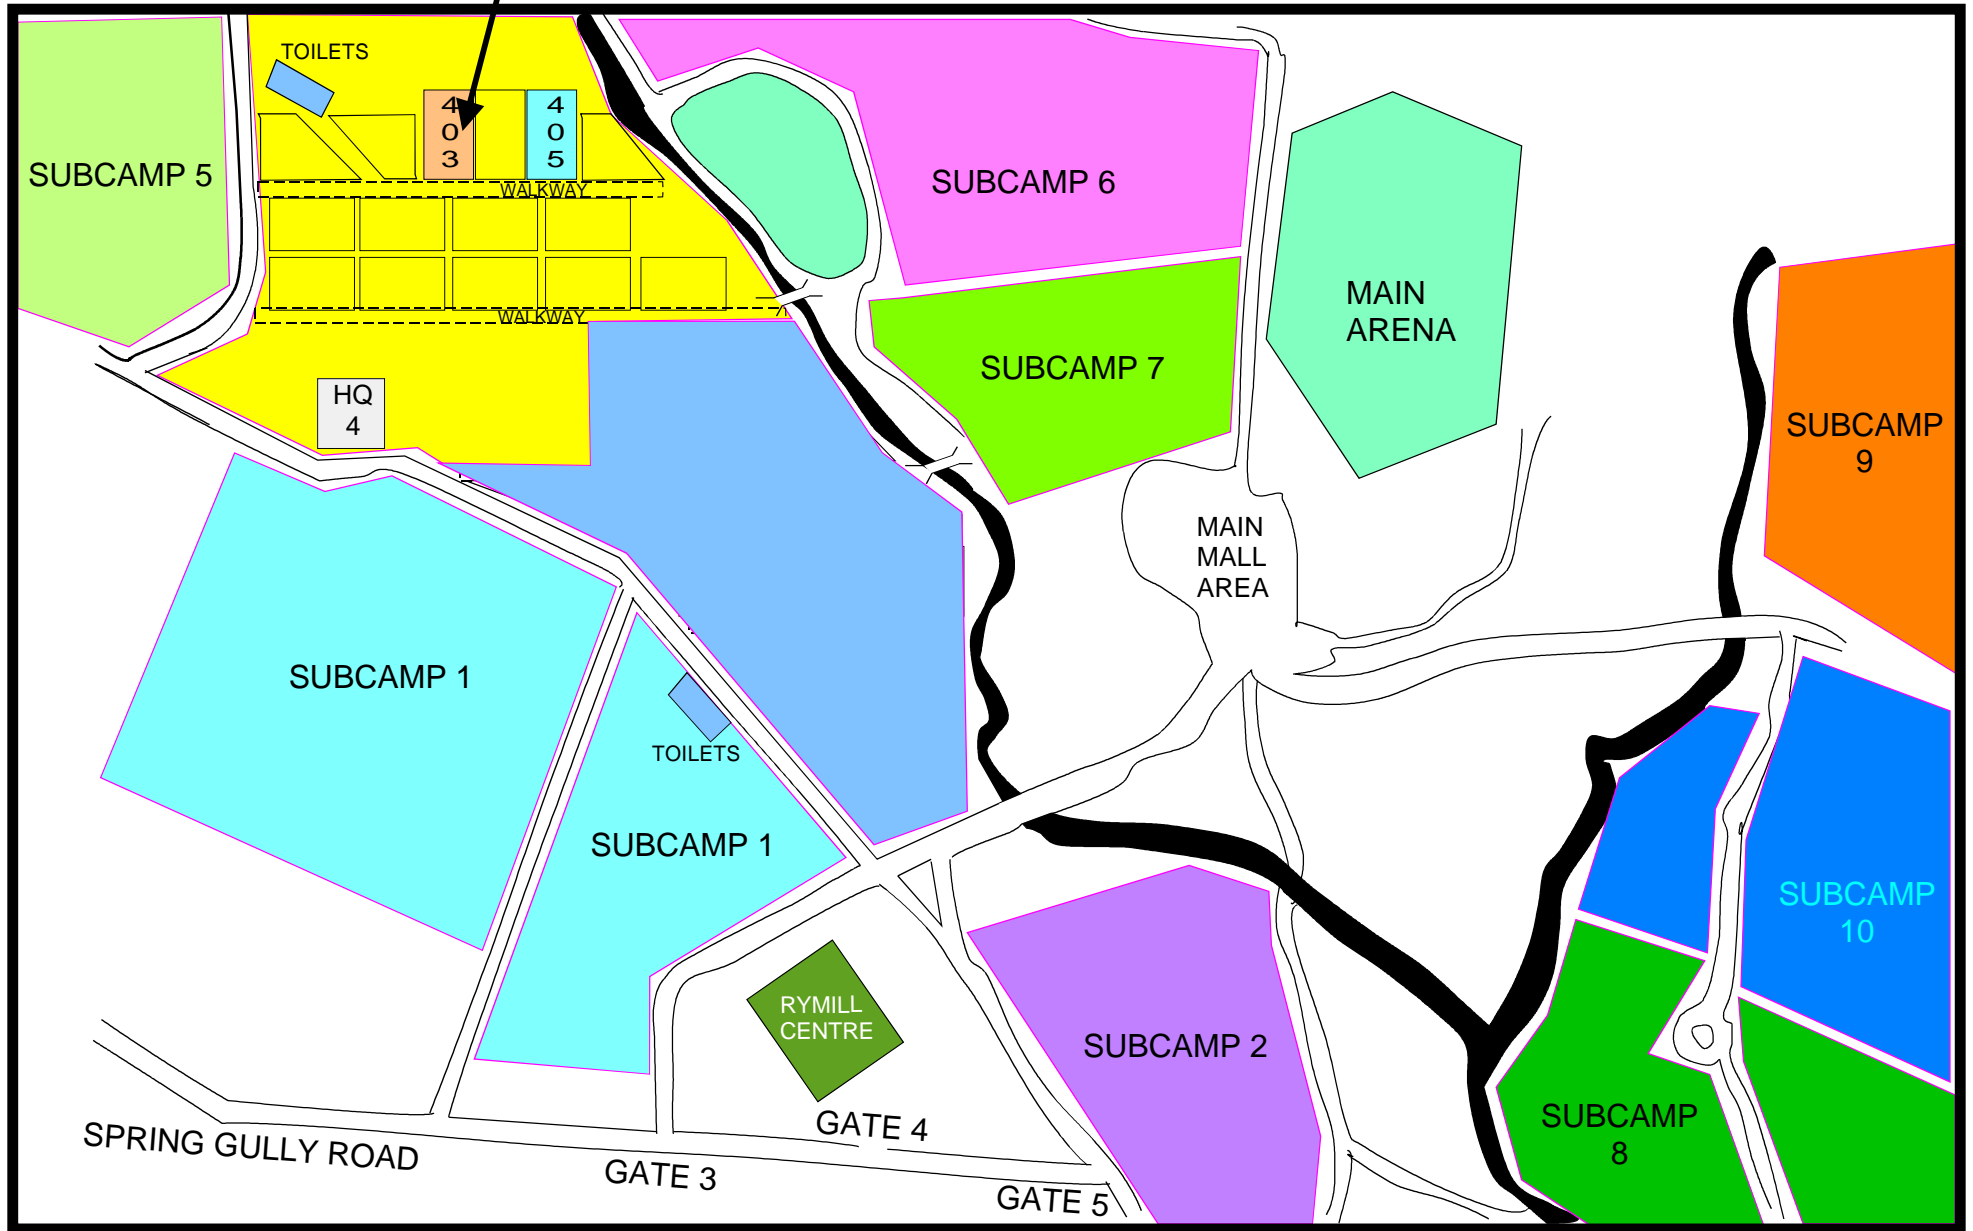 TOILETS
4
0
3
4
0
5
SUBCAMP 5
WALKWAY
SUBCAMP 6
MAIN
ARENA
WALKWAY
SUBCAMP 7
HQ
4
SUBCAMP
9
MAIN
MALL
AREA
SUBCAMP 1
TOILETS
SUBCAMP 1
SUBCAMP
10
RYMILL
CENTRE
SUBCAMP 2
GATE 4
SUBCAMP
8
SPRING GULLY ROAD
GATE 3
GATE 5